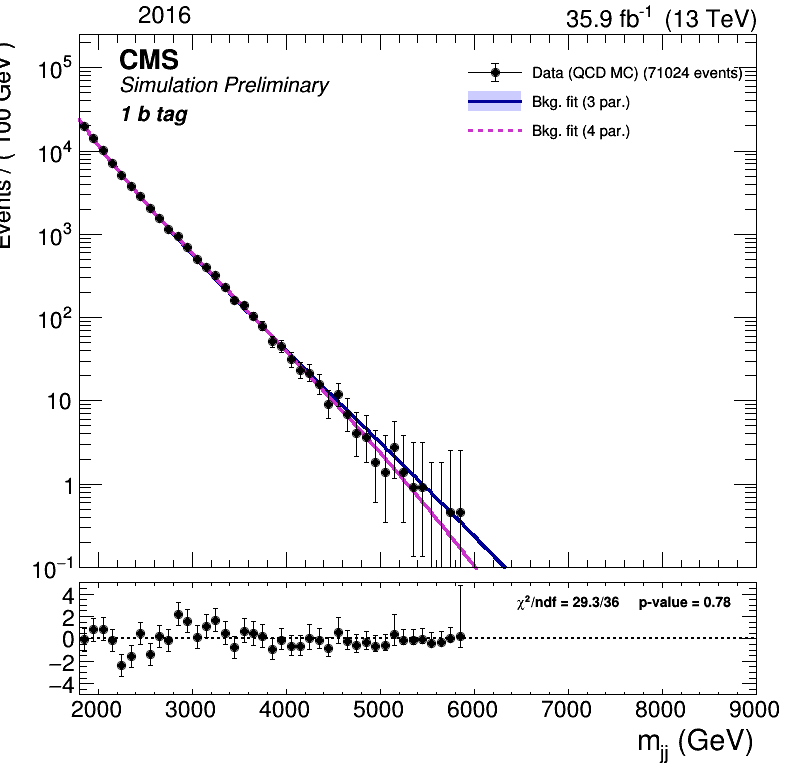 2016
35.9 fb⁻¹ (13 TeV)
CMS
Simulation Preliminary
1 b tag
Data (QCD MC) (71024 events)
Bkg. fit (3 par.)
Bkg. fit (4 par.)
Events / ( 100 GeV )
10⁵
10⁴
10³
10²
10
1
10⁻¹
χ²/ndf = 29.3/36 p-value = 0.78
4
2
0
−2
−4
2000 3000 4000 5000 6000 7000 8000 9000
m_jj (GeV)